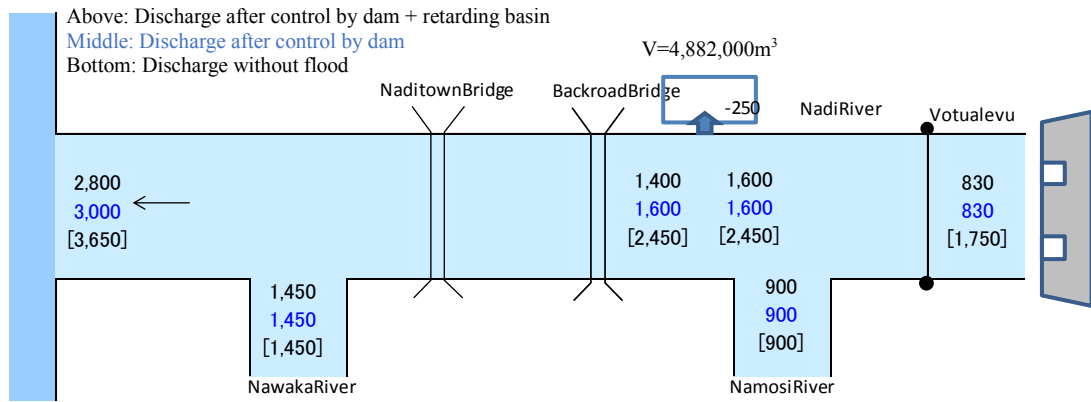 Above: Discharge after control by dam + retarding basin
Middle: Discharge after control by dam
Bottom: Discharge without flood
V=4,882,000m³
NaditownBridge
BackroadBridge
-250
NadiRiver
Votualevu
2,800
3,000
[3,650]
1,400
1,600
[2,450]
1,600
1,600
[2,450]
830
830
[1,750]
1,450
1,450
[1,450]
900
900
[900]
NawakaRiver
NamosiRiver